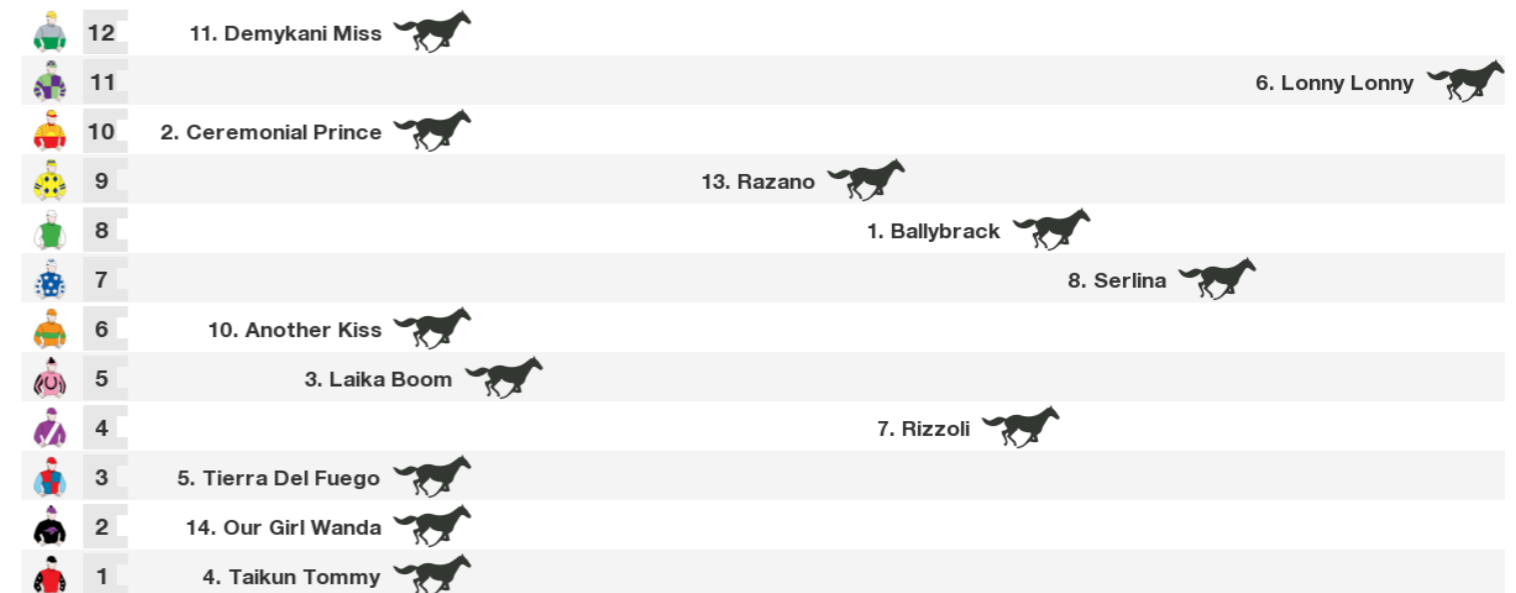 12 11. Demykani Miss
11 6. Lonny Lonny
10 2. Ceremonial Prince
9 13. Razano
8 1. Ballybrack
7 8. Serlina
6 10. Another Kiss
5 3. Laika Boom
4 7. Rizzoli
3 5. Tierra Del Fuego
2 14. Our Girl Wanda
1 4. Taikun Tommy